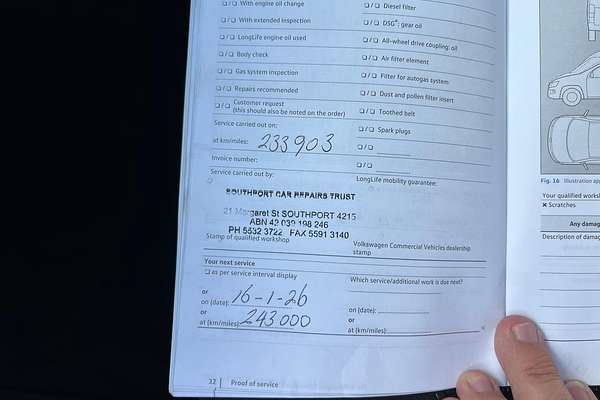 ❑/❑ With engine oil change
❑/❑ Diesel filter
❑/❑ With extended inspection
❑/❑ DSG®: gear oil
❑/❑ LongLife engine oil used
❑/❑ All-wheel drive coupling: oil
❑/❑ Body check
❑/❑ Air filter element
❑/❑ Gas system inspection
❑/❑ Filter for autogas system
❑/❑ Repairs recommended
❑/❑ Dust and pollen filter insert
❑/❑ Customer request
(this should also be noted on the order)
❑/❑ Toothed belt
Service carried out on:
❑/❑ Spark plugs
at km/miles: 233903
❑/❑
Invoice number:
❑/❑
Service carried out by:
LongLife mobility guarantee:
SOUTHPORT CAR REPAIRS TRUST
21 Margaret St SOUTHPORT 4215
ABN 42 039 198 246
PH 5532 3722 FAX 5591 3140
Stamp of qualified workshop
Volkswagen Commercial Vehicles dealership
stamp
Your next service
❑ as per service interval display
Which service/additional work is due next?
or
on (date): 16-1-26
on (date):
or
or
at (km/miles): 243000
at (km/miles):
32 Proof of service
Fig. 16 Illustration
Your qualified
× Scratches
Any
Description of